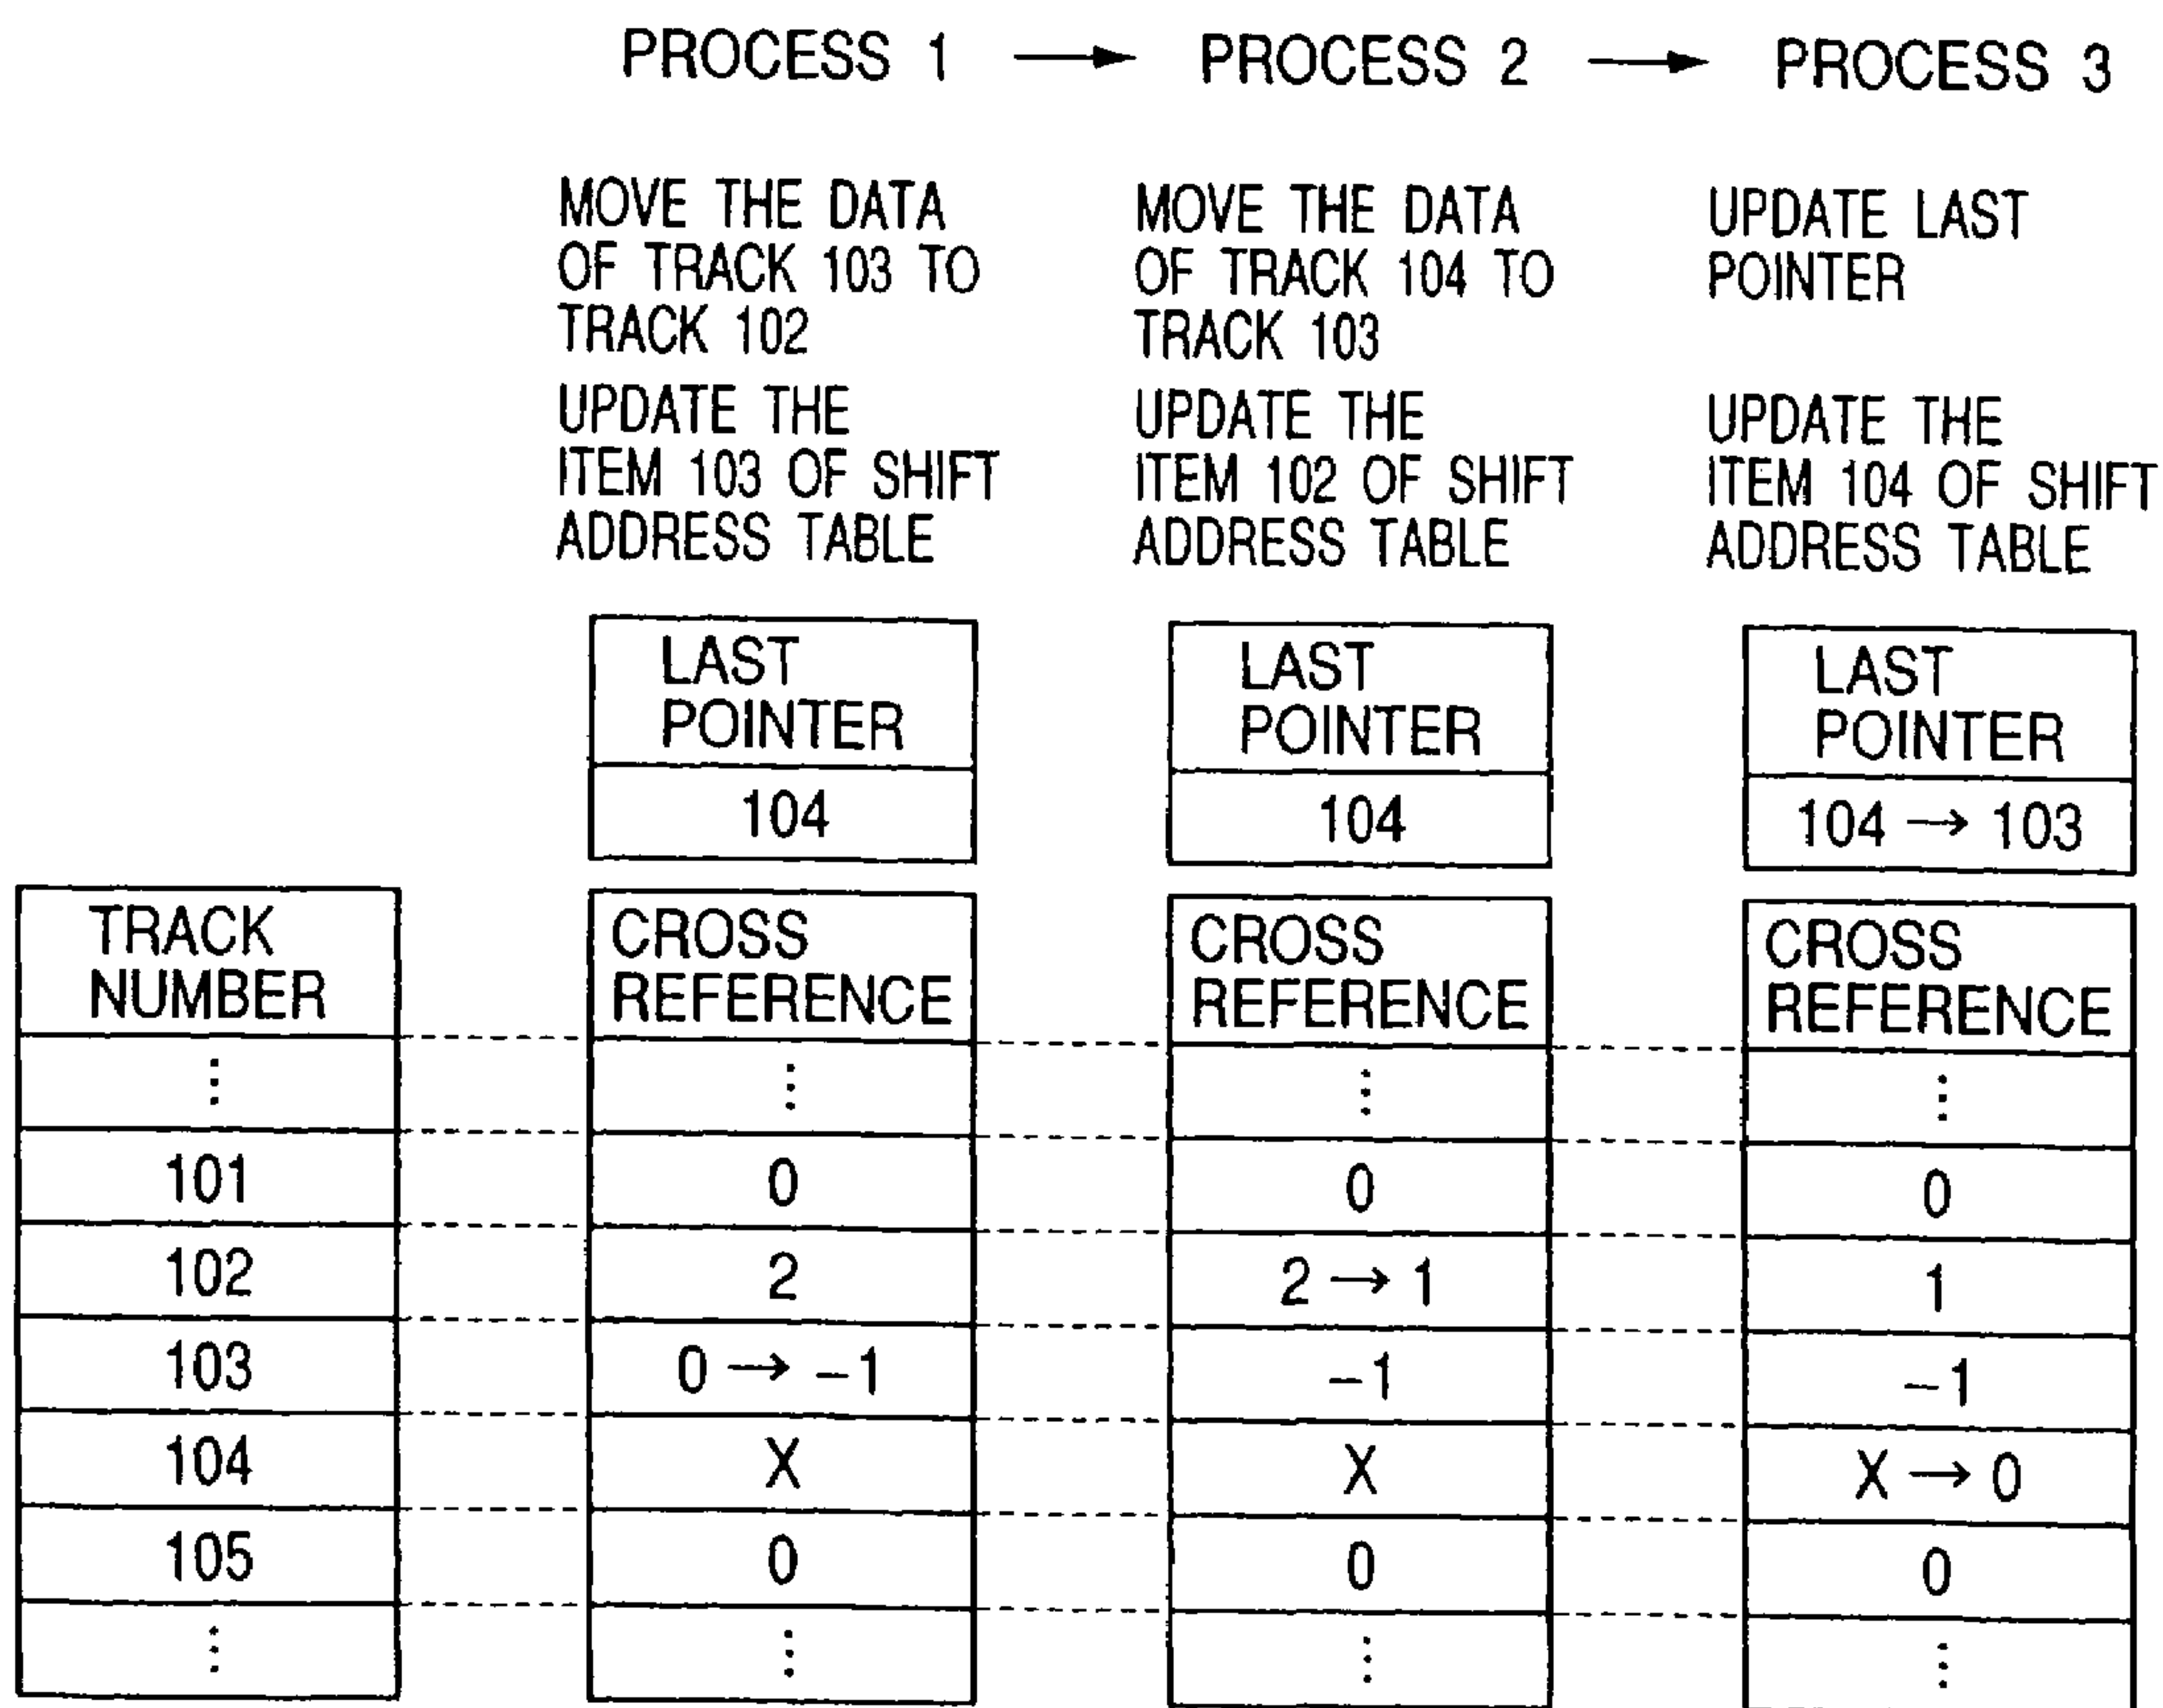 PROCESS 1 → PROCESS 2 → PROCESS 3
MOVE THE DATA
OF TRACK 103 TO
TRACK 102
UPDATE THE
ITEM 103 OF SHIFT
ADDRESS TABLE
MOVE THE DATA
OF TRACK 104 TO
TRACK 103
UPDATE THE
ITEM 102 OF SHIFT
ADDRESS TABLE
UPDATE LAST
POINTER
UPDATE THE
ITEM 104 OF SHIFT
ADDRESS TABLE
LAST
POINTER
104
LAST
POINTER
104
LAST
POINTER
104 → 103
TRACK
NUMBER
⋮
101
102
103
104
105
⋮
CROSS
REFERENCE
⋮
0
2
0 → −1
X
0
⋮
CROSS
REFERENCE
⋮
0
2 → 1
−1
X
0
⋮
CROSS
REFERENCE
⋮
0
1
−1
X → 0
0
⋮